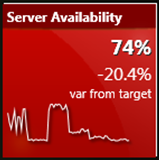 Server Availability
74%
-20.4%
var from target